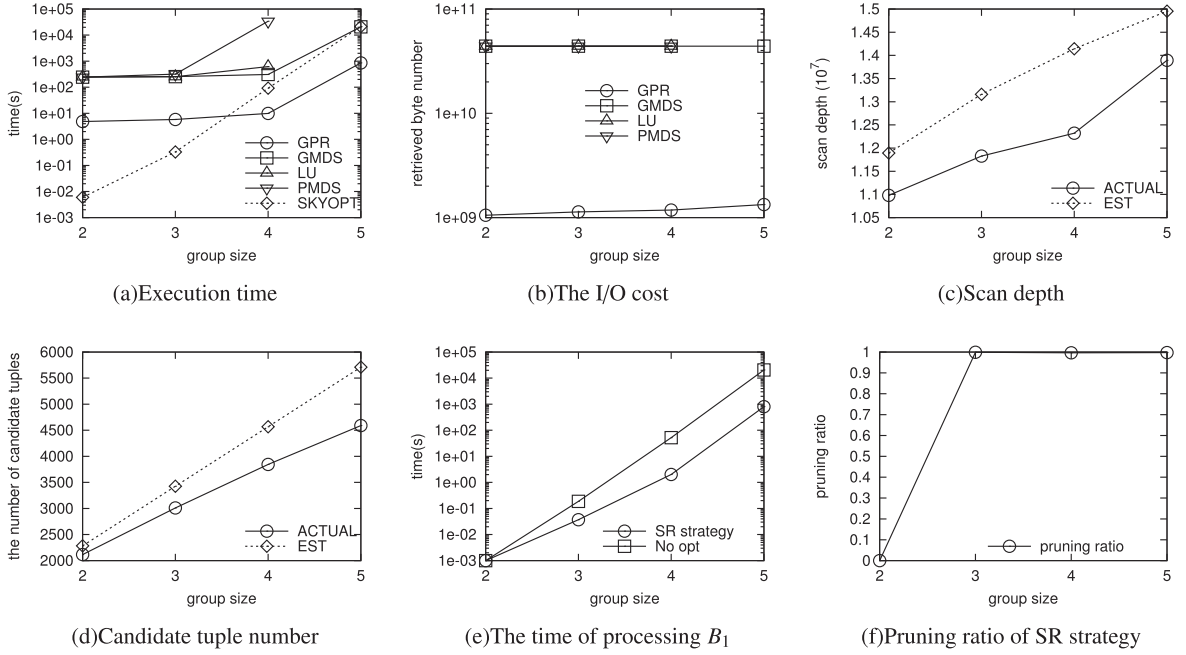 1e+05
1e+04
1e+03
1e+02
1e+01
1e+00
1e-01
1e-02
1e-03
time(s)
2 3 4 5
group size
GPR
GMDS
LU
PMDS
SKYOPT
(a)Execution time
1e+11
1e+10
1e+09
retrieved byte number
2 3 4 5
group size
GPR
GMDS
LU
PMDS
(b)The I/O cost
1.5
1.45
1.4
1.35
1.3
1.25
1.2
1.15
1.1
1.05
scan depth (10^7)
2 3 4 5
group size
ACTUAL
EST
(c)Scan depth
6000
5500
5000
4500
4000
3500
3000
2500
2000
the number of candidate tuples
2 3 4 5
group size
ACTUAL
EST
(d)Candidate tuple number
1e+05
1e+04
1e+03
1e+02
1e+01
1e+00
1e-01
1e-02
1e-03
time(s)
2 3 4 5
group size
SR strategy
No opt
(e)The time of processing B1
1
0.9
0.8
0.7
0.6
0.5
0.4
0.3
0.2
0.1
0
pruning ratio
2 3 4 5
group size
pruning ratio
(f)Pruning ratio of SR strategy